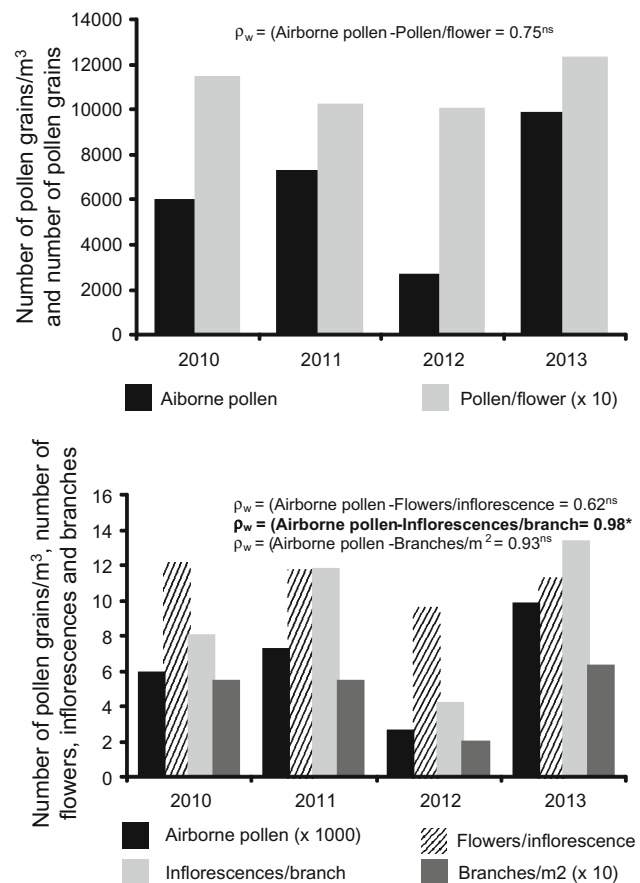 ρw = (Airborne pollen -Pollen/flower = 0.75ns
Number of pollen grains/m3
and number of pollen grains
14000
12000
10000
8000
6000
4000
2000
0
2010 2011 2012 2013
Aiborne pollen Pollen/flower (x 10)
ρw = (Airborne pollen -Flowers/inflorescence = 0.62ns
ρw = (Airborne pollen-Inflorescences/branch= 0.98*
ρw = (Airborne pollen -Branches/m2 = 0.93ns
Number of pollen grains/m3, number of
flowers, inflorescences and branches
16
14
12
10
8
6
4
2
0
2010 2011 2012 2013
Airborne pollen (x 1000) Flowers/inflorescence
Inflorescences/branch Branches/m2 (x 10)